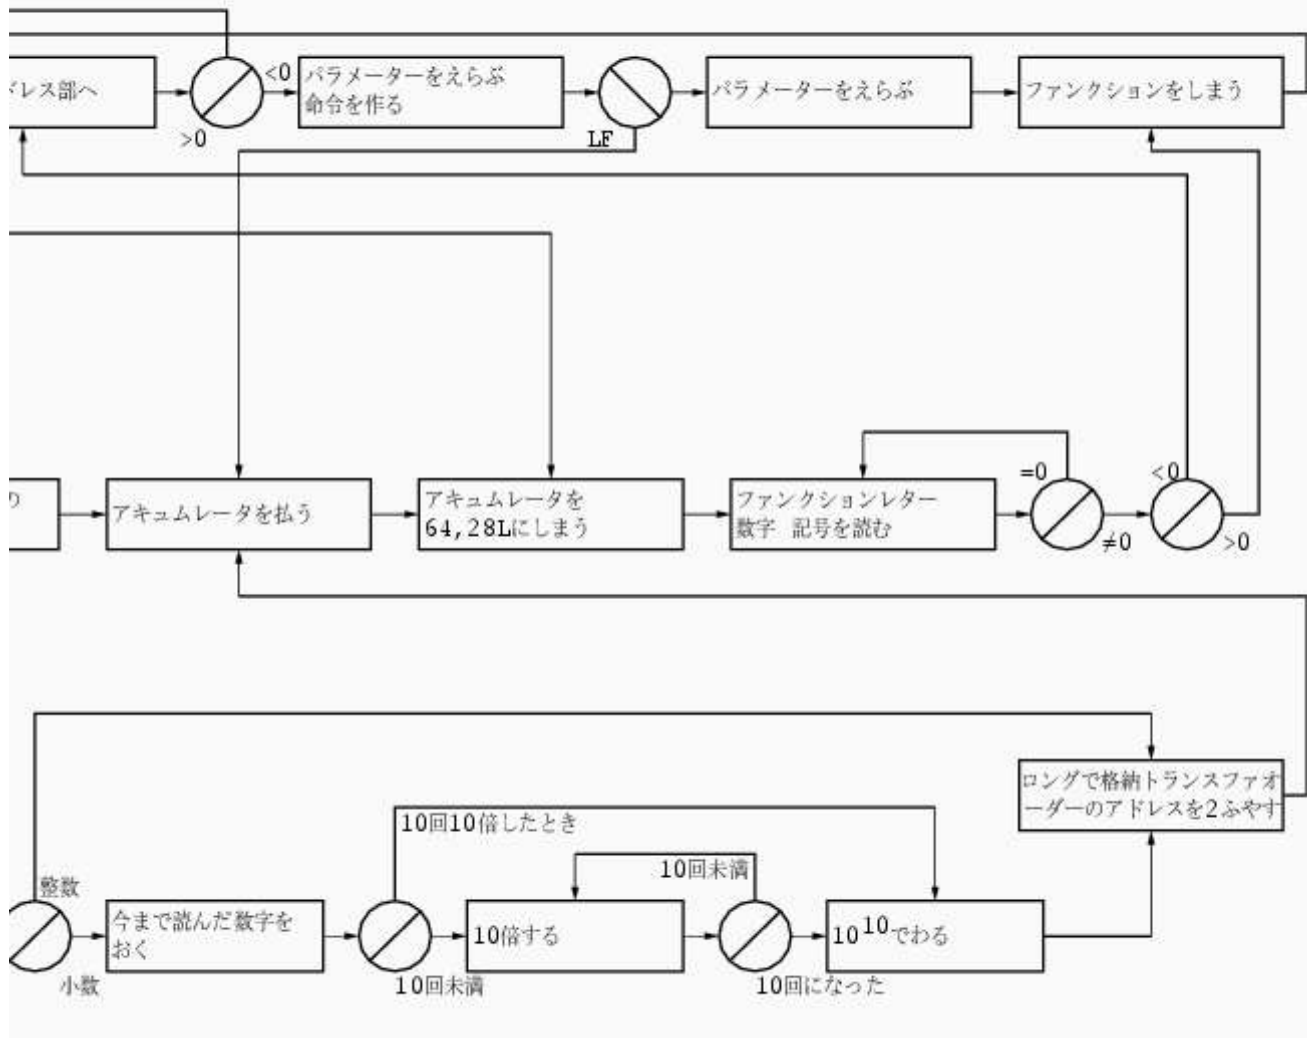 ドレス部へ
>0
<0
パラメーターをえらぶ
命令を作る
LF
パラメーターをえらぶ
ファンクションをしまう
の
アキュムレータを払う
アキュムレータを
64,28Lにしまう
ファンクションレター
数字 記号を読む
=0
≠0
<0
>0
ロングで格納トランスファオ
ーダーのアドレスを2ふやす
整数
小数
今まで読んだ数字を
おく
10回10倍したとき
10回未満
10倍する
10回未満
10回になった
10¹⁰でわる